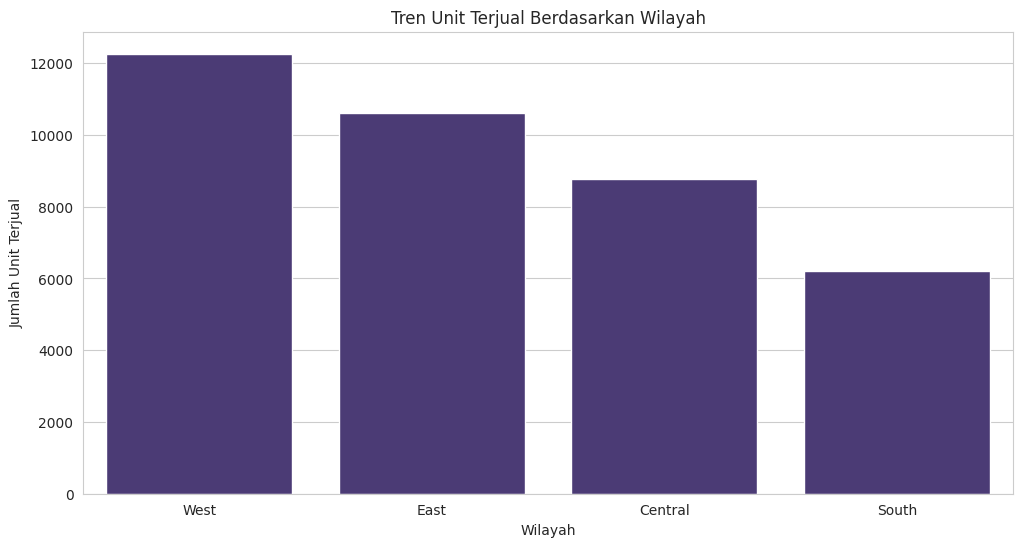 Tren Unit Terjual Berdasarkan Wilayah
Jumlah Unit Terjual
12000
10000
8000
6000
4000
2000
0
West East Central South
Wilayah